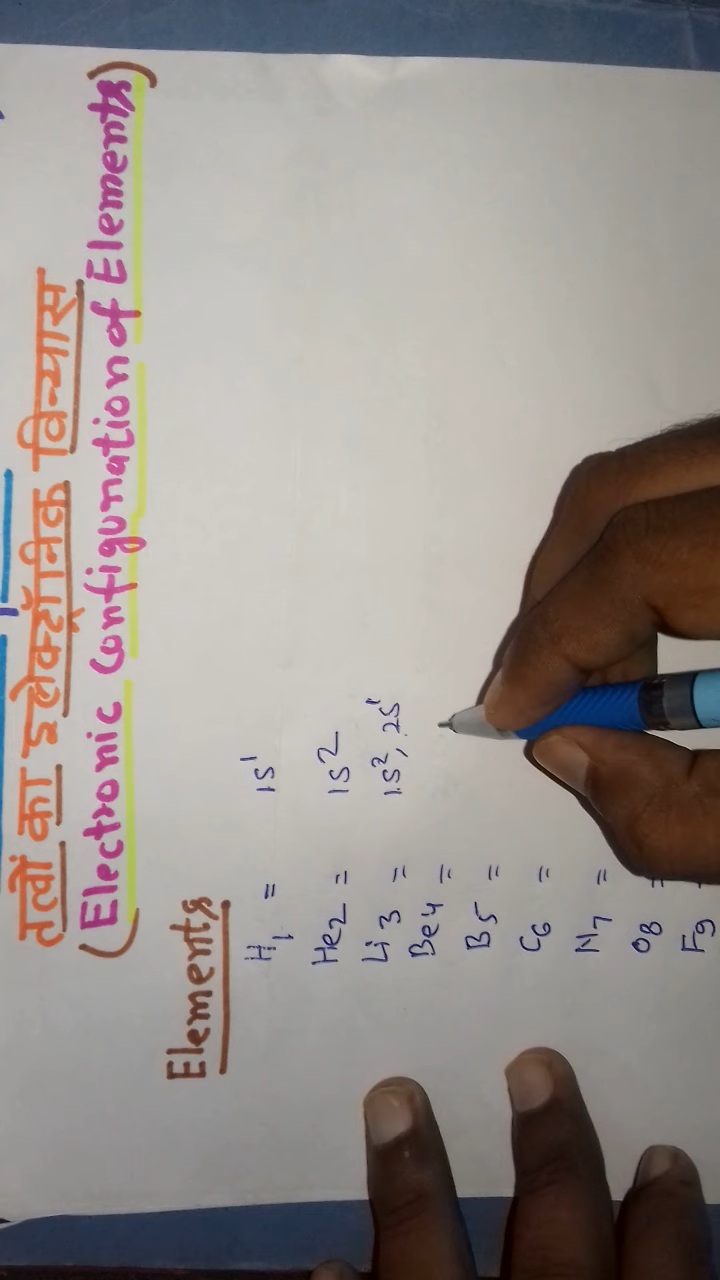 तत्वों का इलेक्ट्रॉनिक विन्यास
(Electronic Configuration of Elements)
Elements
H1 = 1S¹
He2 = 1S2
Li3 = 1S², 2S¹
Be4 =
B5 =
C6 =
N7 =
O8 =
F9 =